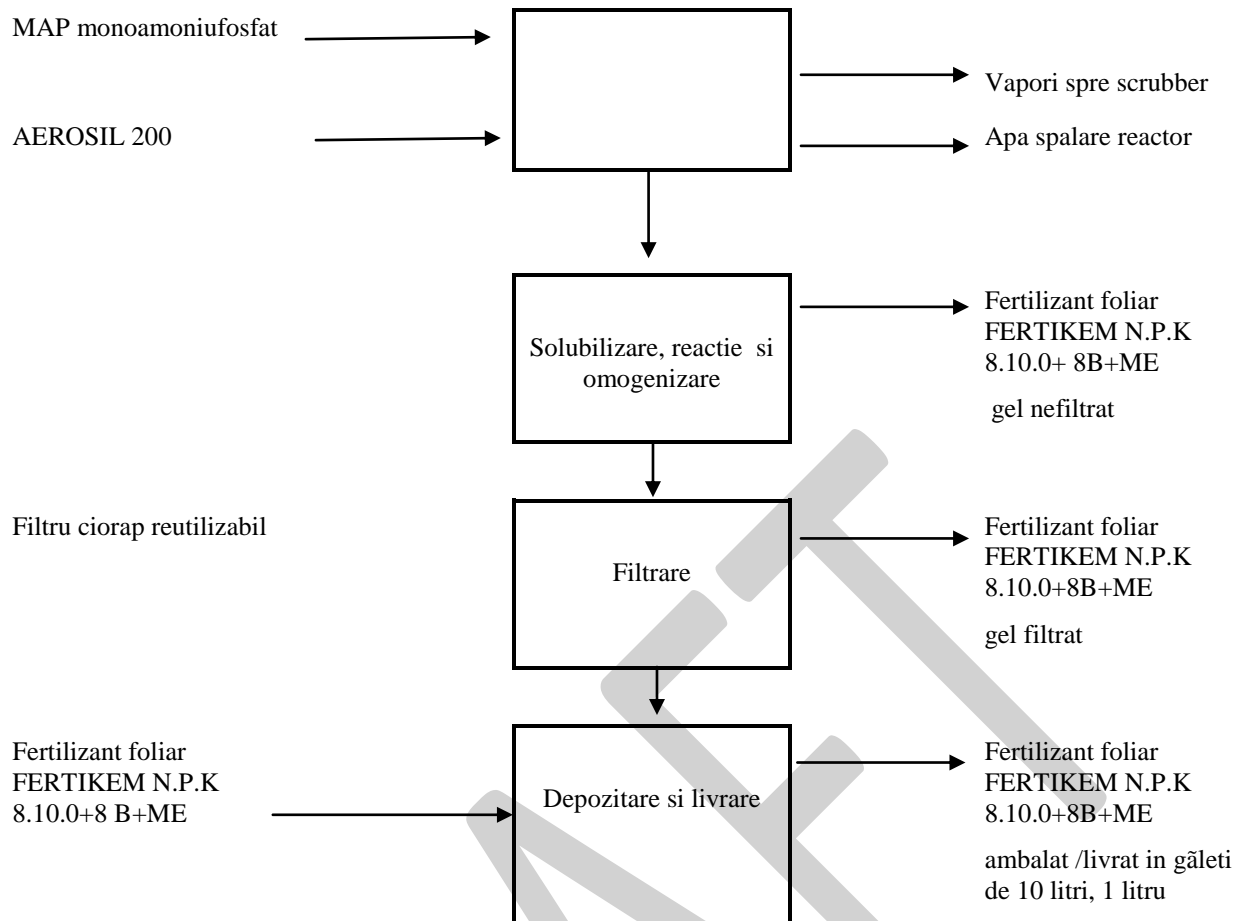 MAP monoamoniufosfat
Vapori spre scrubber
AEROSIL 200
Apa spalare reactor
Solubilizare, reactie si
omogenizare
Fertilizant foliar
FERTIKEM N.P.K
8.10.0+ 8B+ME
gel nefiltrat
Filtru ciorap reutilizabil
Filtrare
Fertilizant foliar
FERTIKEM N.P.K
8.10.0+8B+ME
gel filtrat
Fertilizant foliar
FERTIKEM N.P.K
8.10.0+8 B+ME
Depozitare si livrare
Fertilizant foliar
FERTIKEM N.P.K
8.10.0+8B+ME
ambalat /livrat in gãleti
de 10 litri, 1 litru